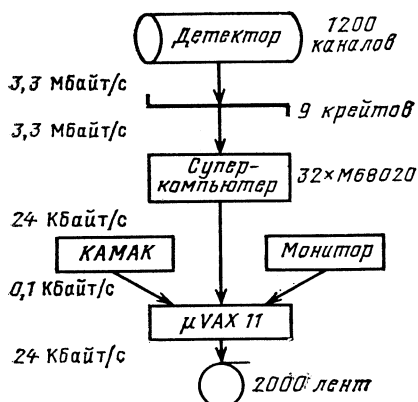 Детектор
1200
каналов
3,3 Мбайт/с
9 крейтов
3,3 Мбайт/с
Супер-
компьютер
32×М68020
24 Кбайт/с
КАМАК
Монитор
0,1 Кбайт/с
μVAX 11
24 Кбайт/с
2000 лент